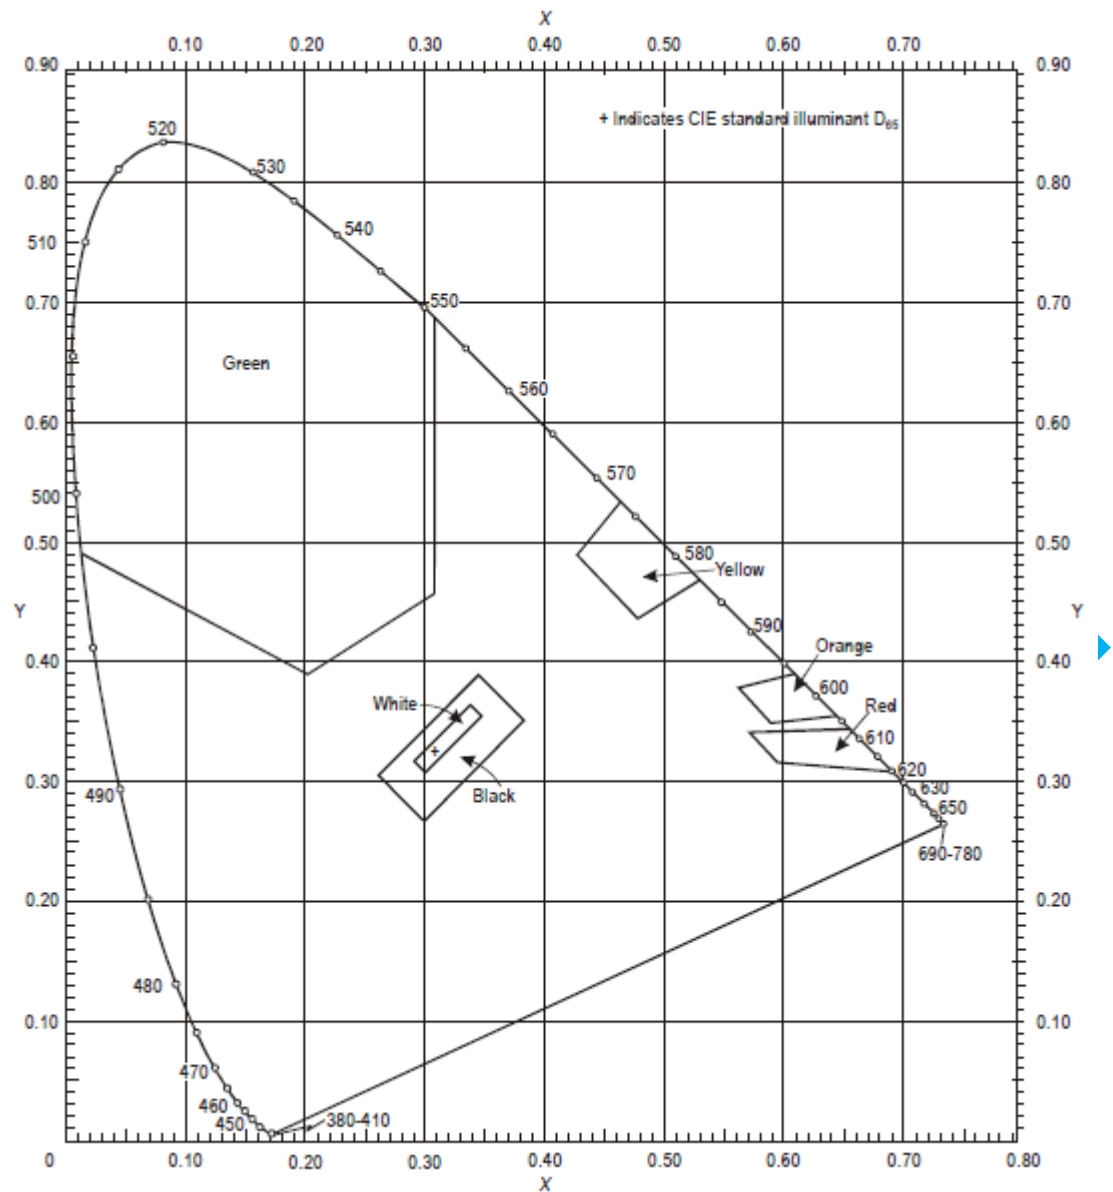 X
0.10 0.20 0.30 0.40 0.50 0.60 0.70
0.90 0.90
+ Indicates CIE standard illuminant D₆₅
520
530
0.80 0.80
540
510
550
0.70 0.70
Green
560
0.60 0.60
570
500
0.50 0.50
580
Yellow
Y Y
590
Orange
0.40 0.40
600
White
Red
610
620
0.30 0.30
630
490
Black
650
690-780
0.20 0.20
480
0.10 0.10
470
460
450
380-410
0 0.10 0.20 0.30 0.40 0.50 0.60 0.70 0.80
X